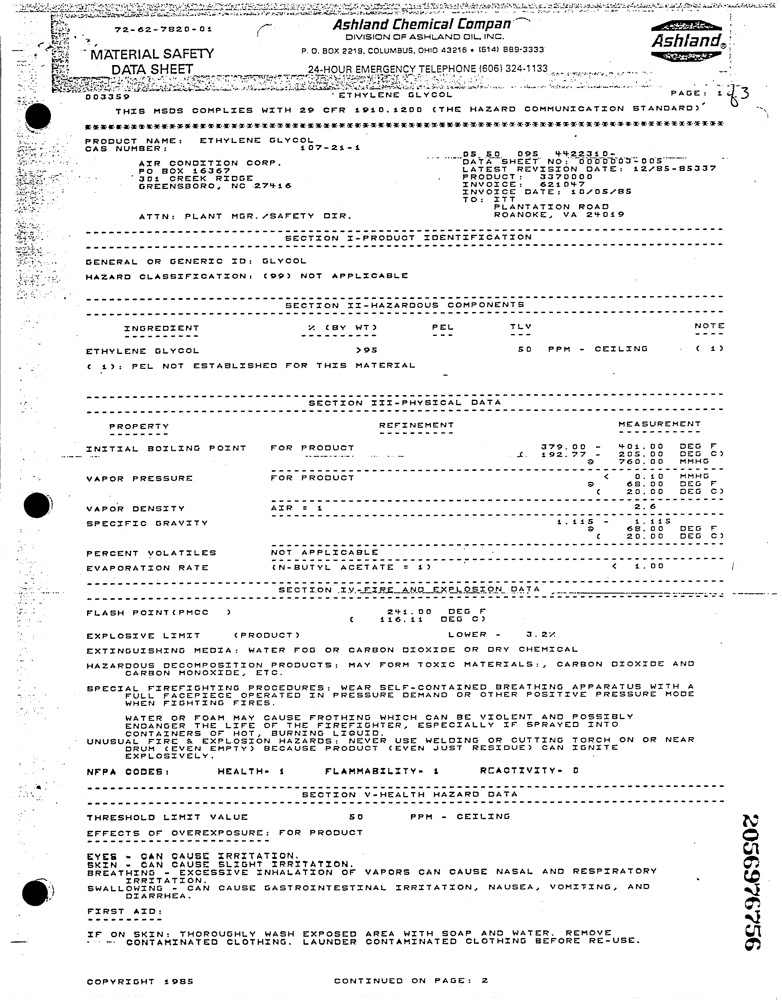 72-62-7820-01
Ashland Chemical Compan
DIVISION OF ASHLAND OIL, INC.
P. O. BOX 2219, COLUMBUS, OHIO 43216 • (614) 889-3333
Ashland®
MATERIAL SAFETY
DATA SHEET
24-HOUR EMERGENCY TELEPHONE (606) 324-1133
003359 ETHYLENE GLYCOL PAGE: 1 of 3
THIS MSDS COMPLIES WITH 29 CFR 1910.1200 (THE HAZARD COMMUNICATION STANDARD)
PRODUCT NAME: ETHYLENE GLYCOL
CAS NUMBER: 107-21-1
05 50 095 4422310-
DATA SHEET NO: 0000003-005
LATEST REVISION DATE: 12/85-85337
PRODUCT: 3370000
INVOICE: 621047
INVOICE DATE: 10/05/85
TO: ITT
PLANTATION ROAD
ROANOKE, VA 24019
AIR CONDITION CORP.
PO BOX 16367
301 CREEK RIDGE
GREENSBORO, NC 27416
ATTN: PLANT MGR./SAFETY DIR.
SECTION I-PRODUCT IDENTIFICATION
GENERAL OR GENERIC ID: GLYCOL
HAZARD CLASSIFICATION: (99) NOT APPLICABLE
SECTION II-HAZARDOUS COMPONENTS
INGREDIENT % (BY WT) PEL TLV NOTE
ETHYLENE GLYCOL >95 50 PPM - CEILING ( 1)
( 1): PEL NOT ESTABLISHED FOR THIS MATERIAL
SECTION III-PHYSICAL DATA
PROPERTY REFINEMENT MEASUREMENT
INITIAL BOILING POINT FOR PRODUCT 379.00 - 401.00 DEG F
( 192.77 - 205.00 DEG C)
@ 760.00 MMHG
VAPOR PRESSURE FOR PRODUCT < 0.10 MMHG
@ 68.00 DEG F
( 20.00 DEG C)
VAPOR DENSITY AIR = 1 2.6
SPECIFIC GRAVITY 1.115 - 1.115
@ 68.00 DEG F
( 20.00 DEG C)
PERCENT VOLATILES NOT APPLICABLE
EVAPORATION RATE (N-BUTYL ACETATE = 1) < 1.00
SECTION IV-FIRE AND EXPLOSION DATA
FLASH POINT(PMCC ) 241.00 DEG F
( 116.11 DEG C)
EXPLOSIVE LIMIT (PRODUCT) LOWER - 3.2%
EXTINGUISHING MEDIA: WATER FOG OR CARBON DIOXIDE OR DRY CHEMICAL
HAZARDOUS DECOMPOSITION PRODUCTS: MAY FORM TOXIC MATERIALS:, CARBON DIOXIDE AND
CARBON MONOXIDE, ETC.
SPECIAL FIREFIGHTING PROCEDURES: WEAR SELF-CONTAINED BREATHING APPARATUS WITH A
FULL FACEPIECE OPERATED IN PRESSURE DEMAND OR OTHER POSITIVE PRESSURE MODE
WHEN FIGHTING FIRES.
WATER OR FOAM MAY CAUSE FROTHING WHICH CAN BE VIOLENT AND POSSIBLY
ENDANGER THE LIFE OF THE FIREFIGHTER, ESPECIALLY IF SPRAYED INTO
CONTAINERS OF HOT, BURNING LIQUID.
UNUSUAL FIRE & EXPLOSION HAZARDS: NEVER USE WELDING OR CUTTING TORCH ON OR NEAR
DRUM (EVEN EMPTY) BECAUSE PRODUCT (EVEN JUST RESIDUE) CAN IGNITE
EXPLOSIVELY.
NFPA CODES: HEALTH- 1 FLAMMABILITY- 1 REACTIVITY- 0
SECTION V-HEALTH HAZARD DATA
THRESHOLD LIMIT VALUE 50 PPM - CEILING
EFFECTS OF OVEREXPOSURE: FOR PRODUCT
EYES - CAN CAUSE IRRITATION.
SKIN - CAN CAUSE SLIGHT IRRITATION.
BREATHING - EXCESSIVE INHALATION OF VAPORS CAN CAUSE NASAL AND RESPIRATORY
IRRITATION.
SWALLOWING - CAN CAUSE GASTROINTESTINAL IRRITATION, NAUSEA, VOMITING, AND
DIARRHEA.
FIRST AID:
IF ON SKIN: THOROUGHLY WASH EXPOSED AREA WITH SOAP AND WATER. REMOVE
CONTAMINATED CLOTHING. LAUNDER CONTAMINATED CLOTHING BEFORE RE-USE.
COPYRIGHT 1985 CONTINUED ON PAGE: 2
2056976756